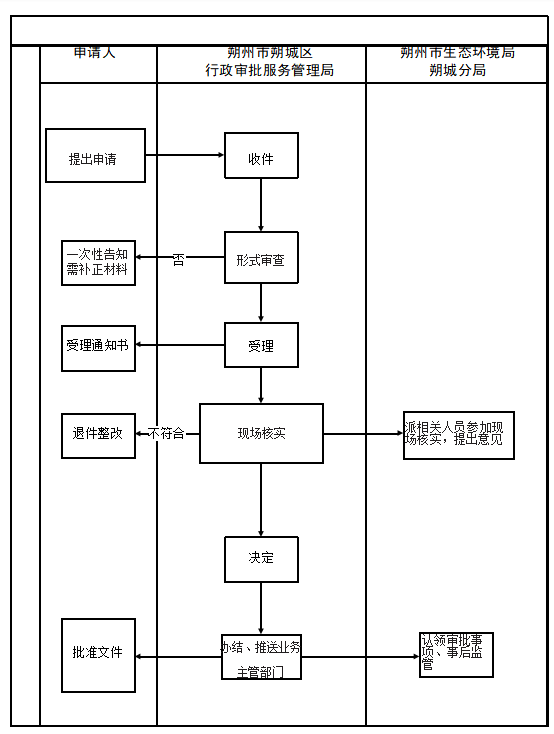 申请人
朔州市朔城区
行政审批服务管理局
朔州市生态环境局
朔城分局
提出申请
收件
一次性告知
需补正材料
否
形式审查
受理通知书
受理
退件整改
不符合
现场核实
派相关人员参加现
场核实，提出意见
决定
批准文件
办结、推送业务
主管部门
认领审批事
项、事后监
管